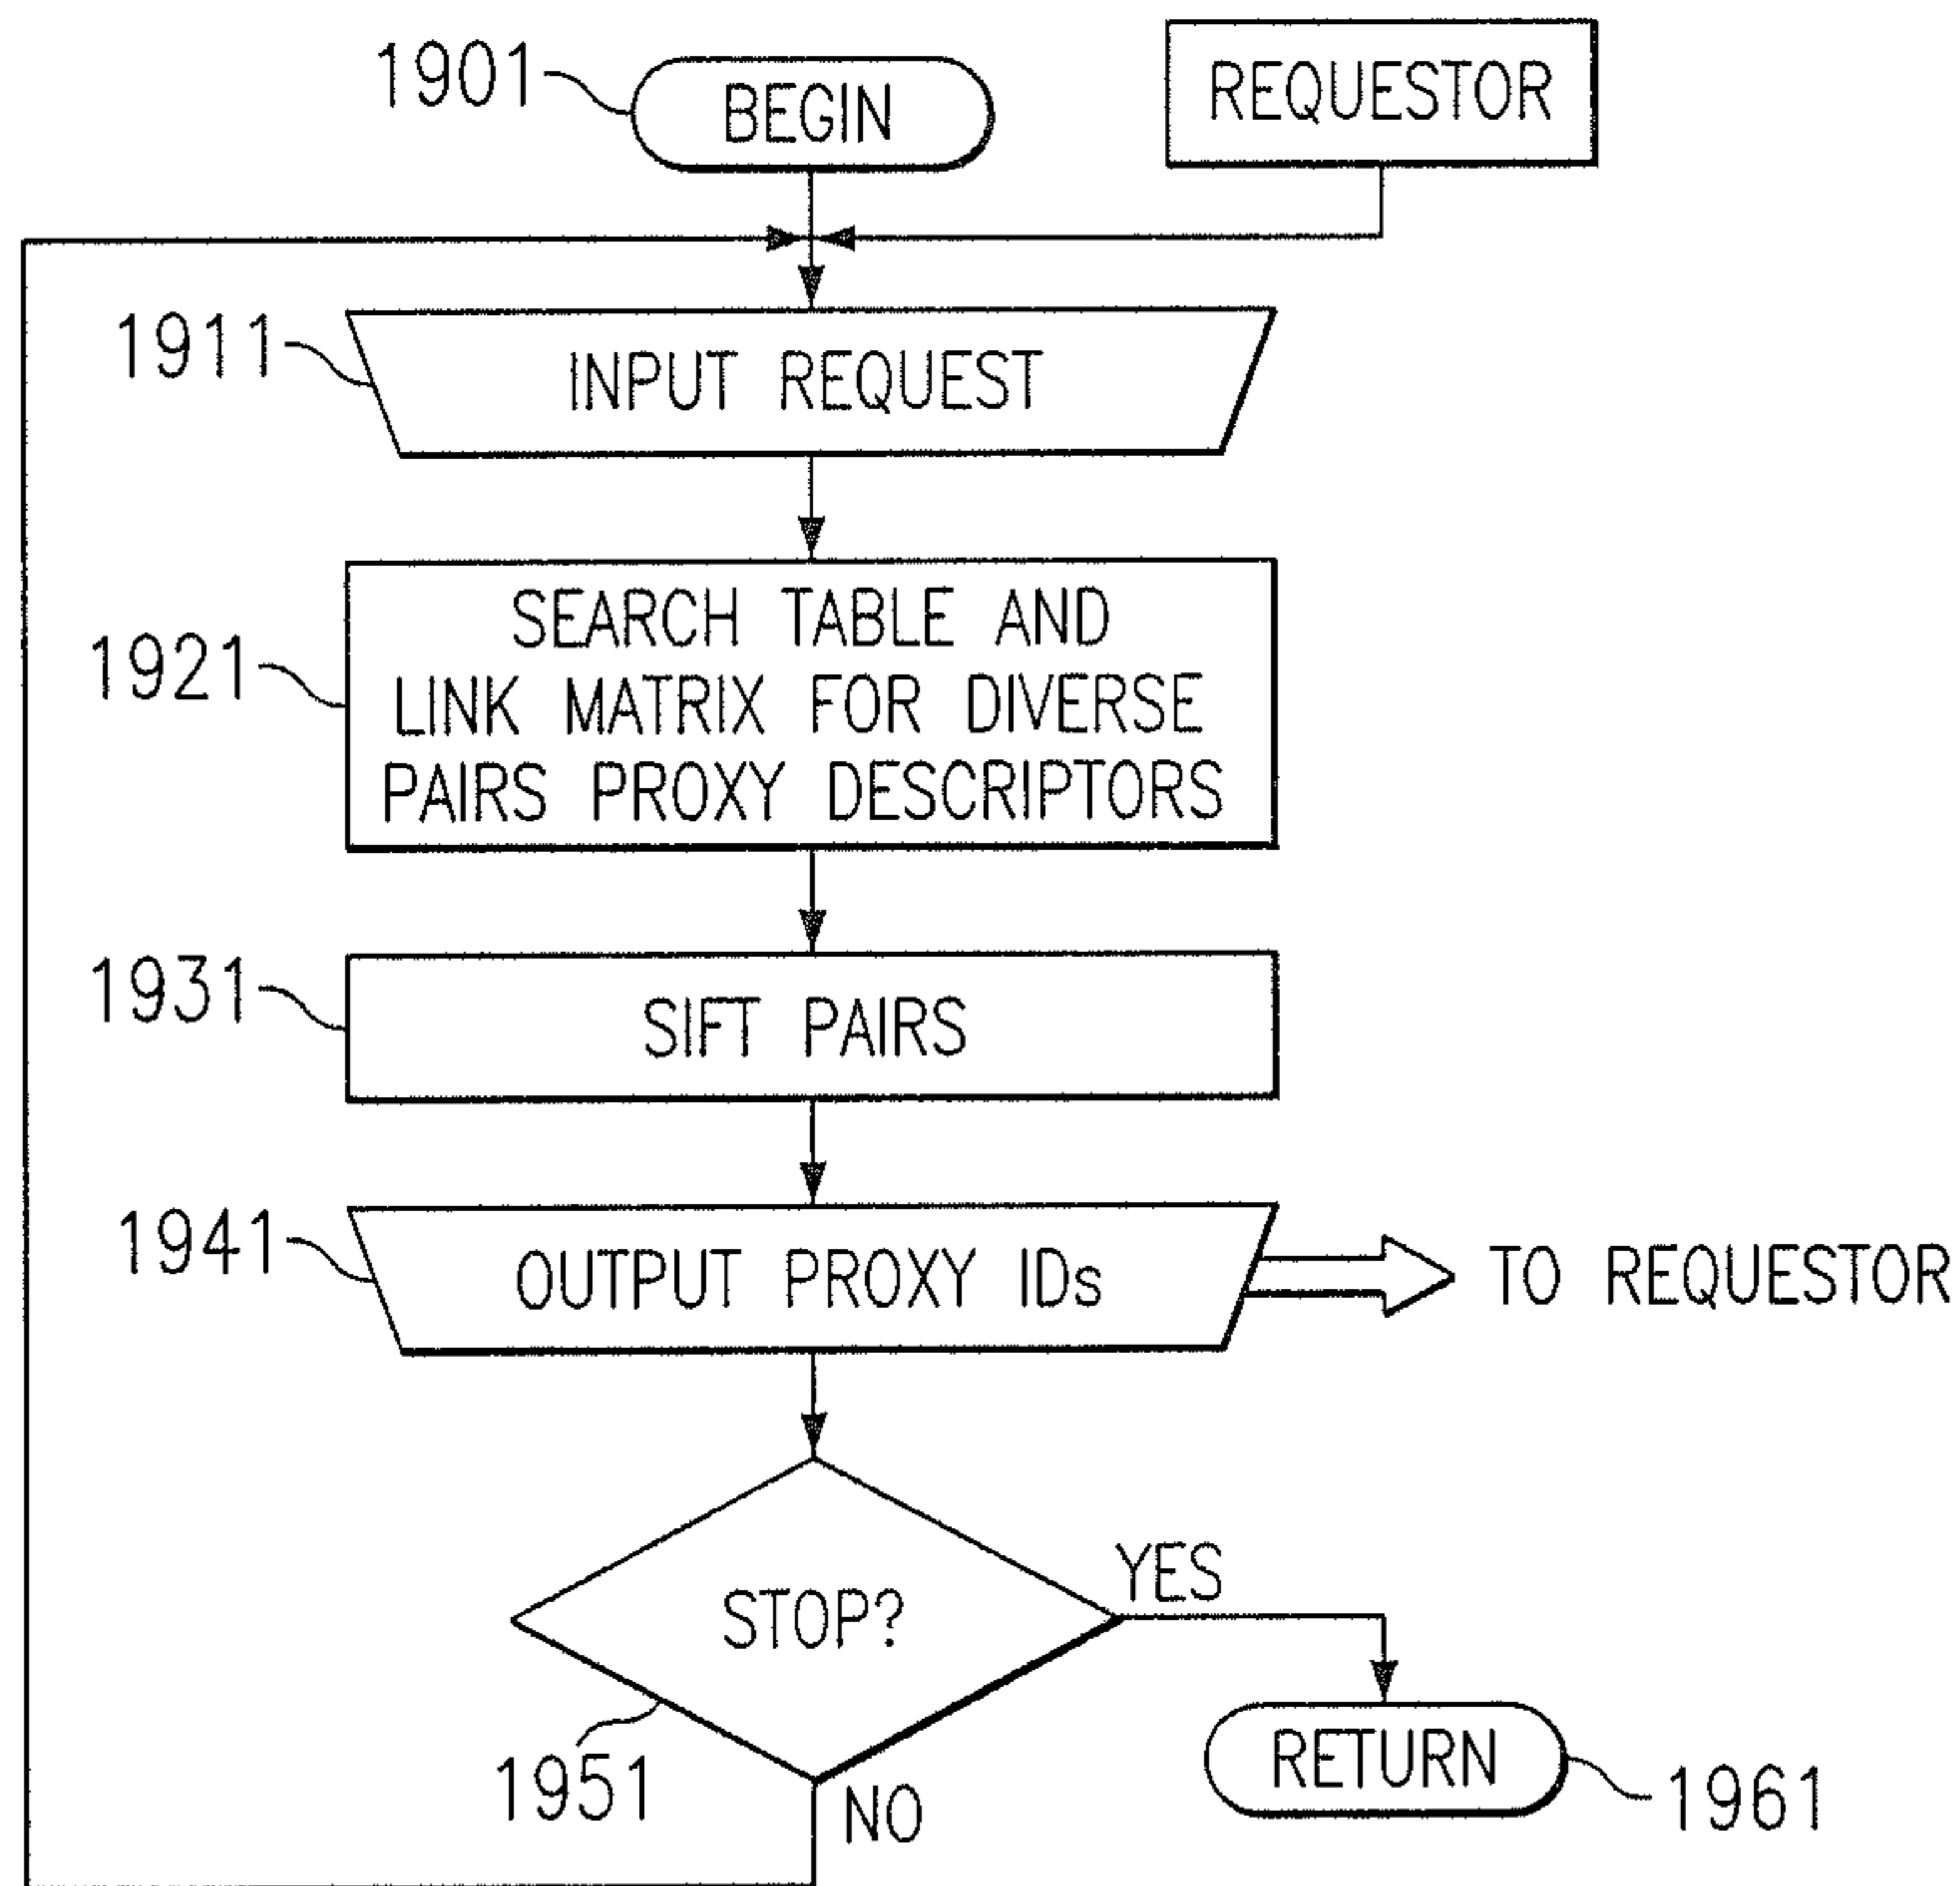 1901
BEGIN
REQUESTOR
1911
INPUT REQUEST
1921
SEARCH TABLE AND
LINK MATRIX FOR DIVERSE
PAIRS PROXY DESCRIPTORS
1931
SIFT PAIRS
1941
OUTPUT PROXY IDs
TO REQUESTOR
STOP?
YES
1951
NO
RETURN
1961